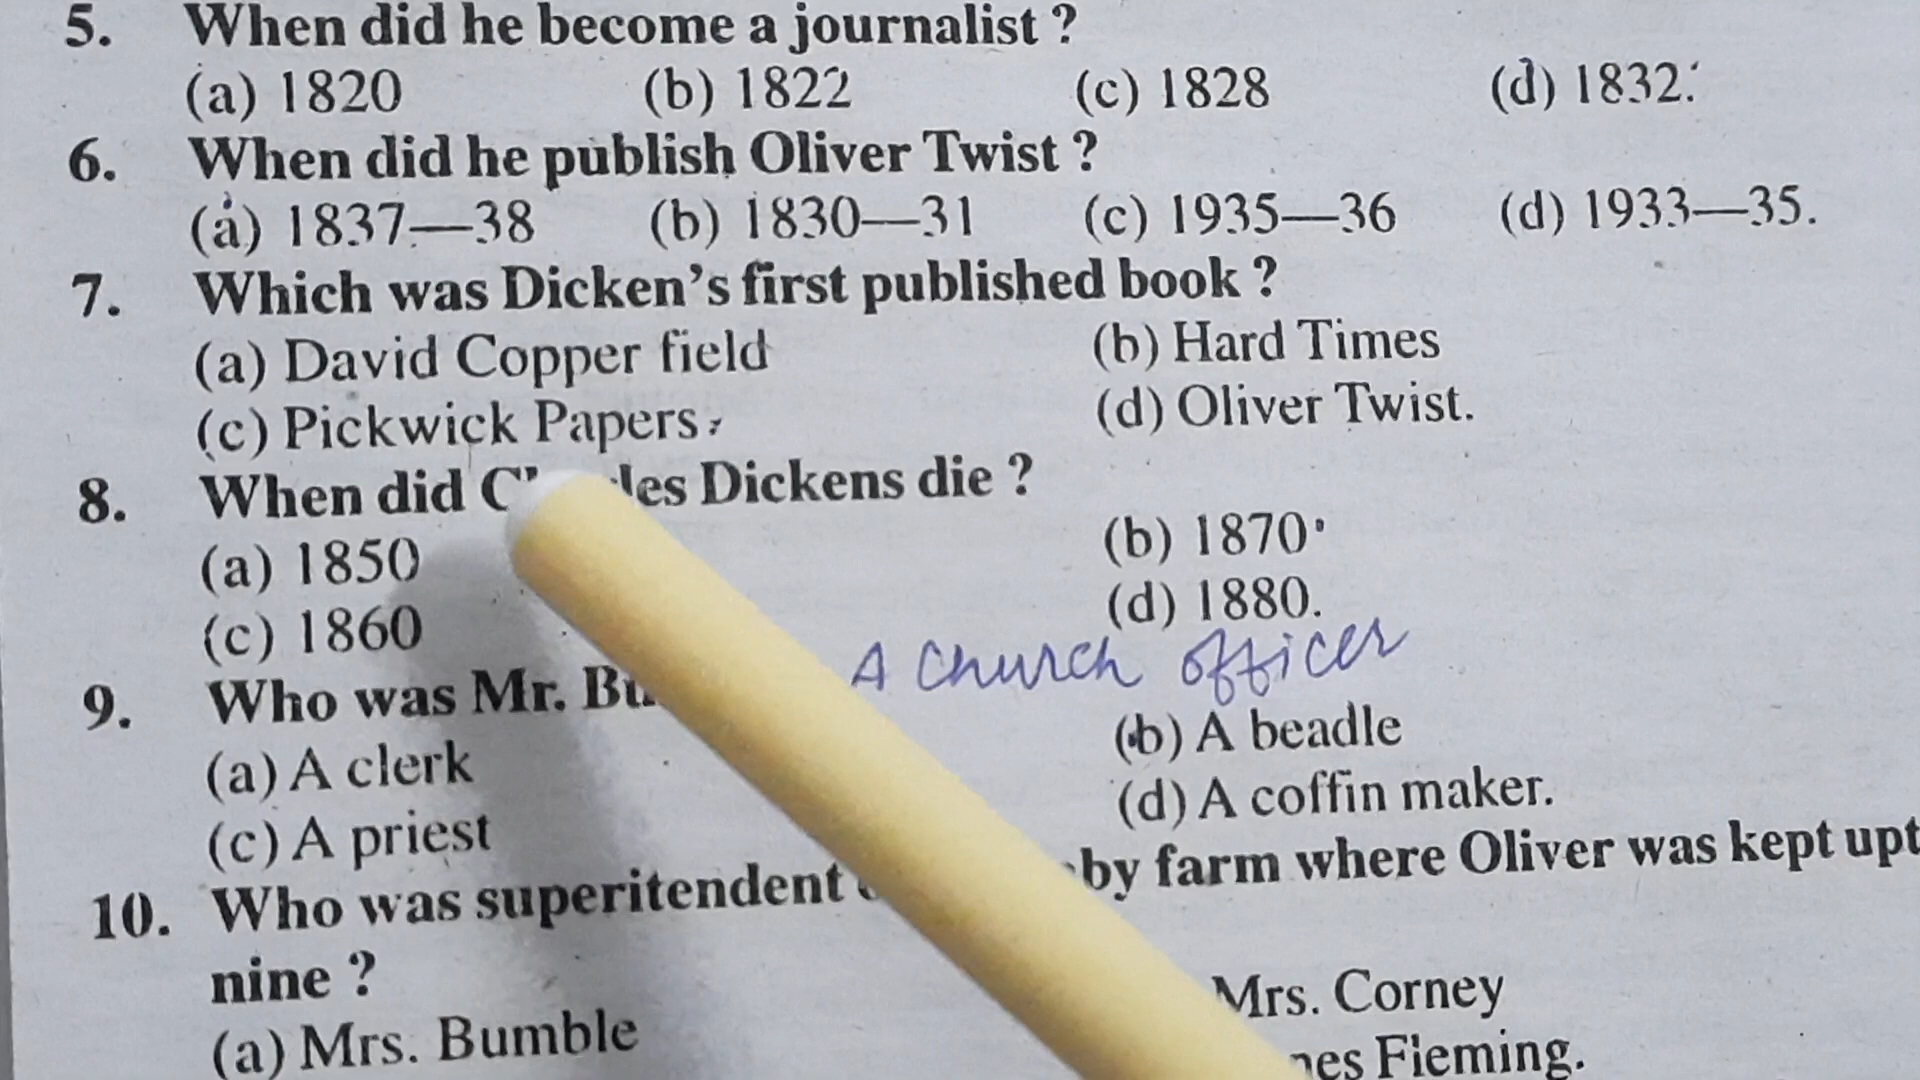 5. When did he become a journalist ?
(a) 1820 (b) 1822 (c) 1828 (d) 1832.
6. When did he publish Oliver Twist ?
(a) 1837—38 (b) 1830—31 (c) 1935—36 (d) 1933—35.
7. Which was Dicken's first published book ?
(a) David Copper field (b) Hard Times
(c) Pickwick Papers. (d) Oliver Twist.
8. When did Dickens die ?
(a) 1850 (b) 1870
(c) 1860 (d) 1880.
A Church officer
9. Who was Mr.
(a) A clerk (b) A beadle
(c) A priest (d) A coffin maker.
10. Who was superitendent farm where Oliver was kept
nine ?
(a) Mrs. Bumble Mrs. Corney
Fleming.